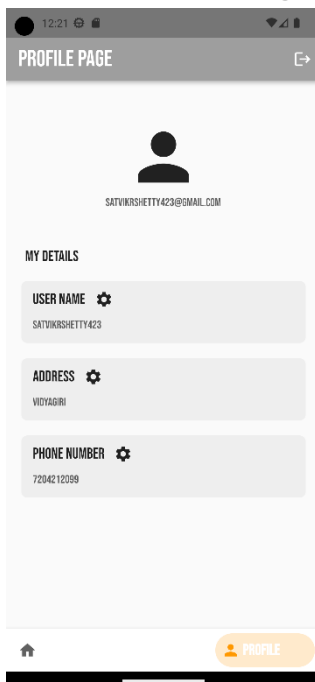 12:21
PROFILE PAGE
SATVIKRSHETTY423@GMAIL.COM
MY DETAILS
USER NAME
SATVIKRSHETTY423
ADDRESS
VIDYAGIRI
PHONE NUMBER
7204212099
PROFILE